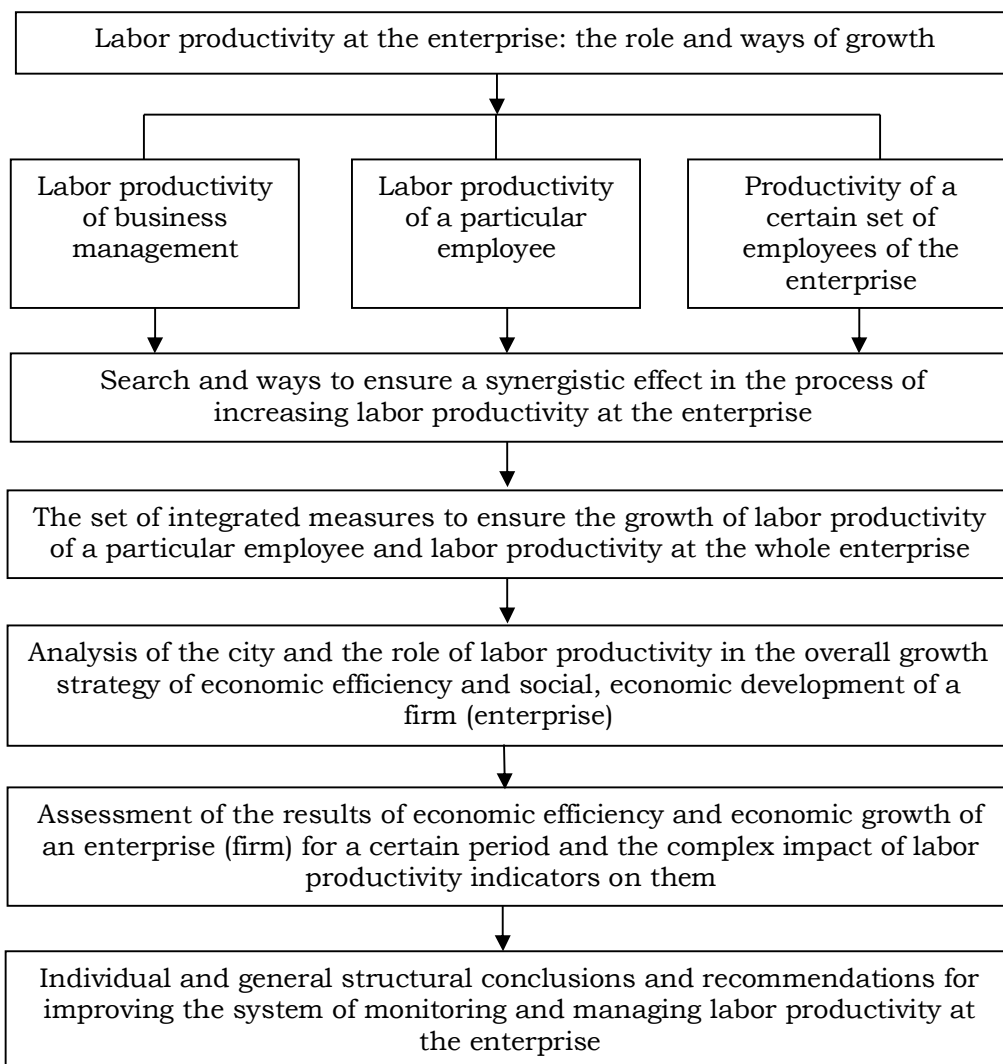 Labor productivity at the enterprise: the role and ways of growth
Labor productivity
of business
management
Labor productivity
of a particular
employee
Productivity of a
certain set of
employees of the
enterprise
Search and ways to ensure a synergistic effect in the process of
increasing labor productivity at the enterprise
The set of integrated measures to ensure the growth of labor productivity
of a particular employee and labor productivity at the whole enterprise
Analysis of the city and the role of labor productivity in the overall growth
strategy of economic efficiency and social, economic development of a
firm (enterprise)
Assessment of the results of economic efficiency and economic growth of
an enterprise (firm) for a certain period and the complex impact of labor
productivity indicators on them
Individual and general structural conclusions and recommendations for
improving the system of monitoring and managing labor productivity at
the enterprise